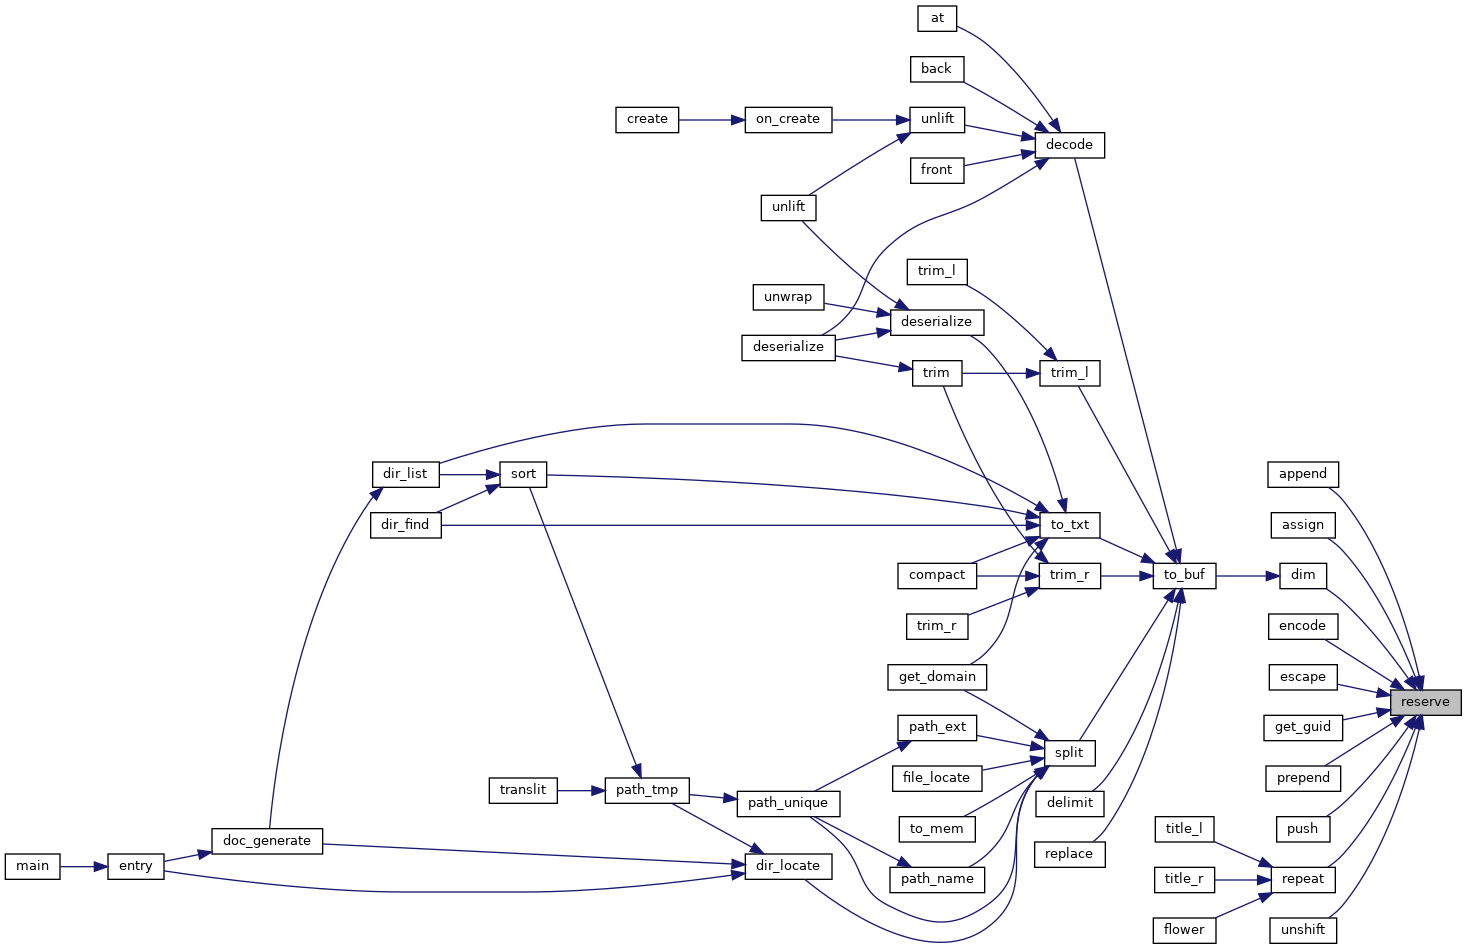 at
back
create
on_create
unlift
decode
front
unlift
trim_l
unwrap
deserialize
deserialize
trim
trim_l
dir_list
sort
append
dir_find
to_txt
assign
compact
trim_r
to_buf
dim
trim_r
encode
get_domain
escape
reserve
path_ext
get_guid
split
file_locate
prepend
translit
path_tmp
path_unique
delimit
to_mem
push
title_l
doc_generate
replace
main
entry
dir_locate
path_name
title_r
repeat
flower
unshift